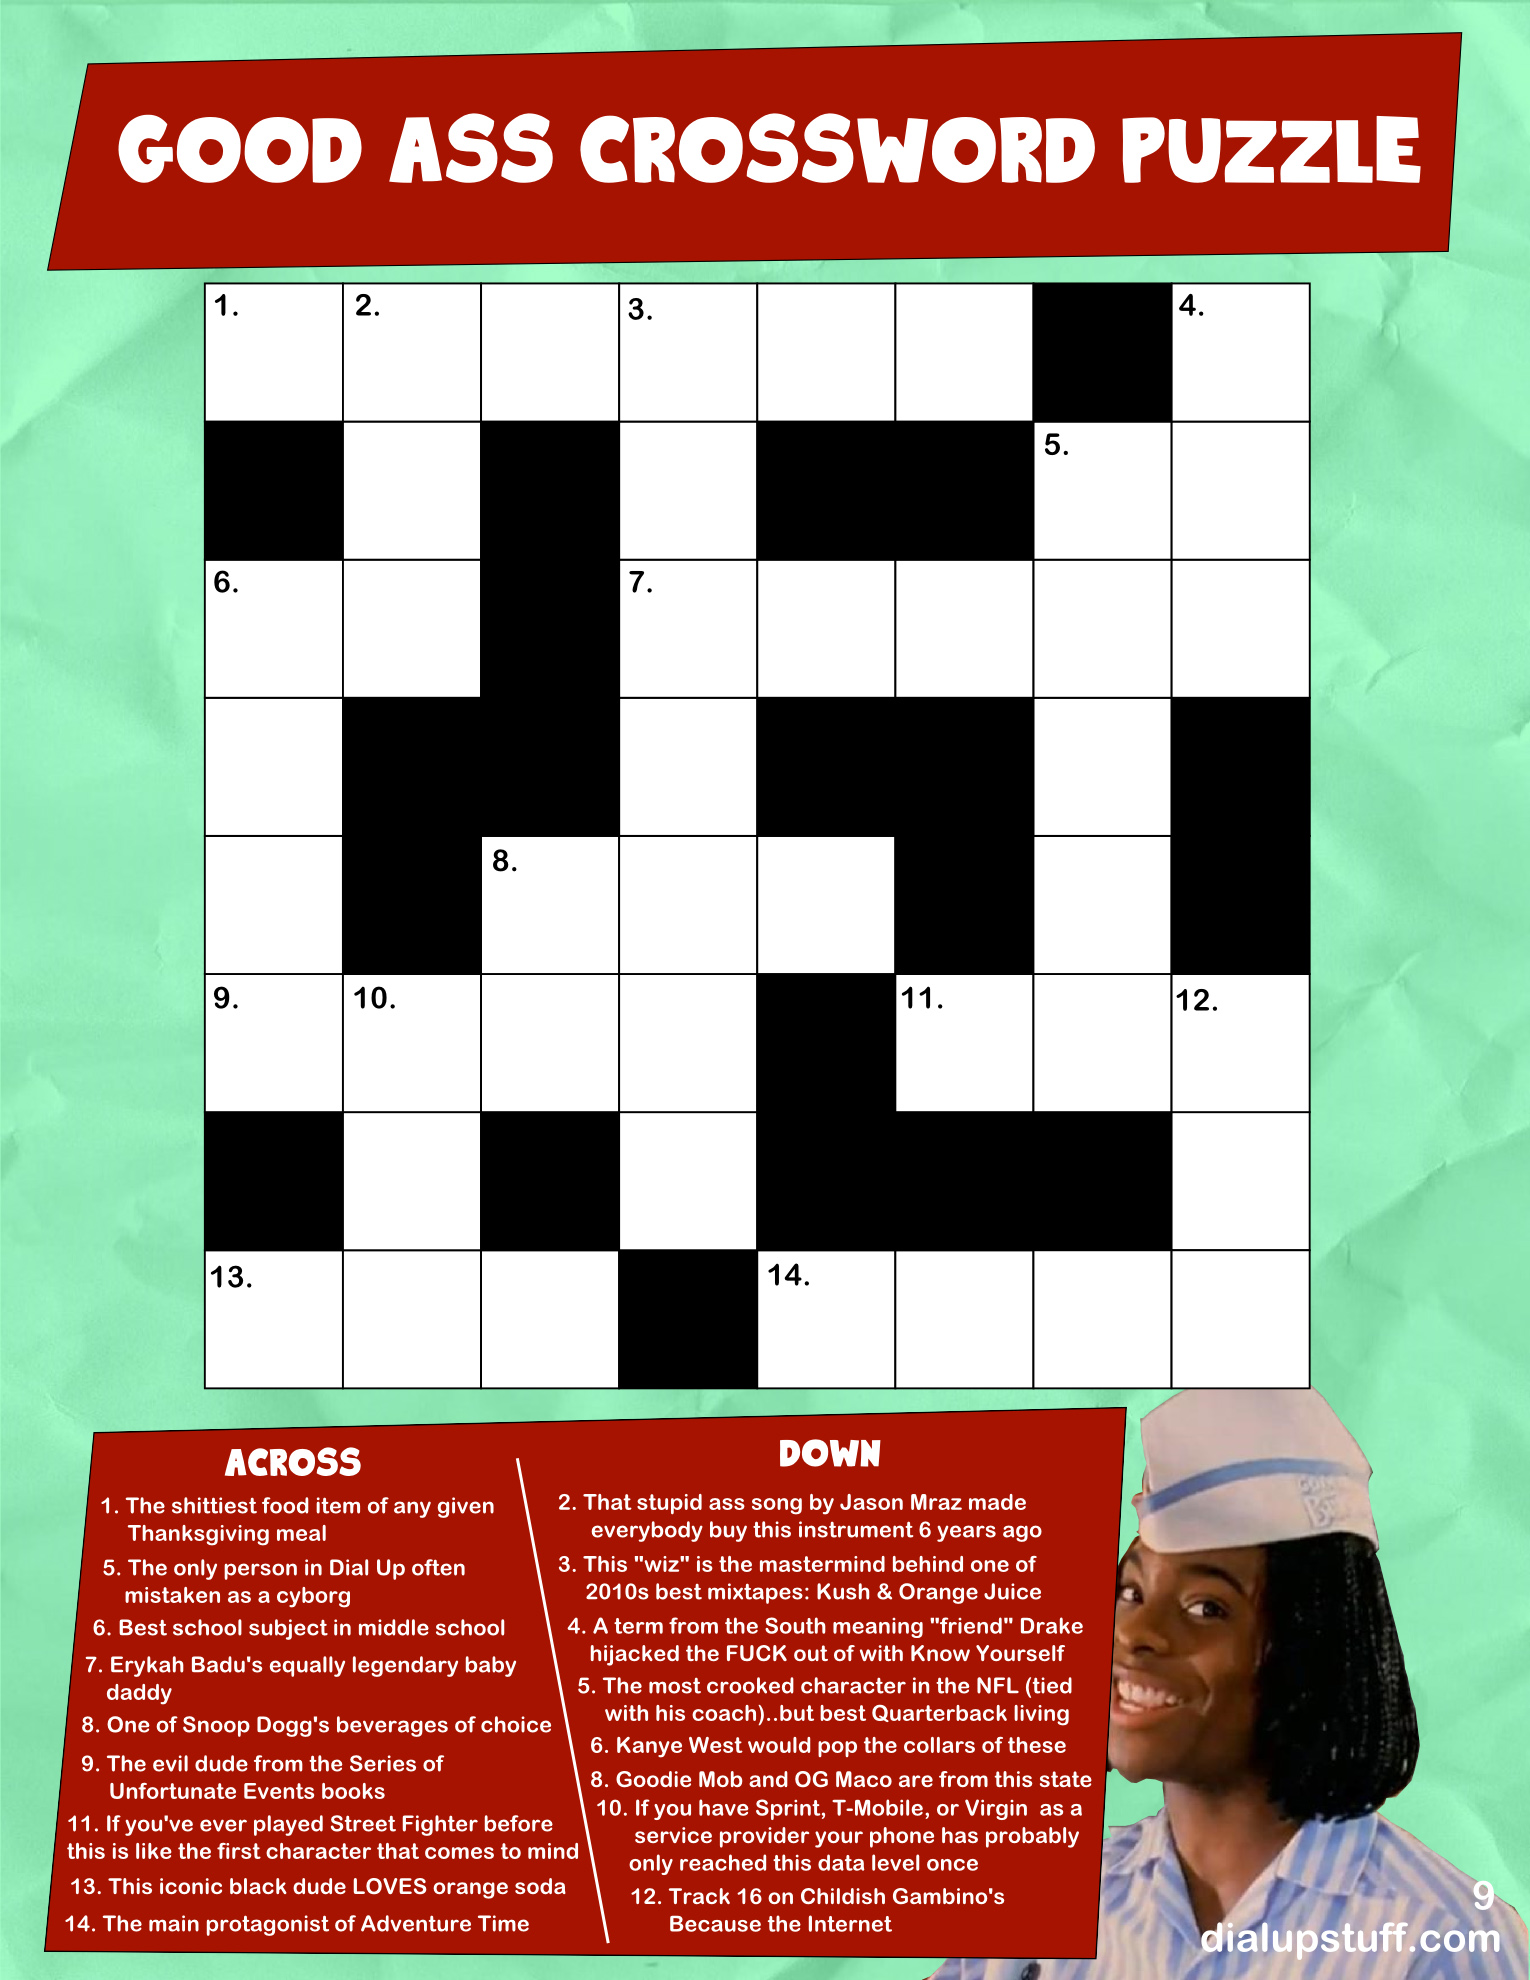 GOOD ASS CROSSWORD PUZZLE
1. 2. 3. 4.
5.
6. 7.
8.
9. 10. 11. 12.
13. 14.
ACROSS
1. The shittiest food item of any given
Thanksgiving meal
5. The only person in Dial Up often
mistaken as a cyborg
6. Best school subject in middle school
7. Erykah Badu's equally legendary baby
daddy
8. One of Snoop Dogg's beverages of choice
9. The evil dude from the Series of
Unfortunate Events books
11. If you've ever played Street Fighter before
this is like the first character that comes to mind
13. This iconic black dude LOVES orange soda
14. The main protagonist of Adventure Time
DOWN
2. That stupid ass song by Jason Mraz made
everybody buy this instrument 6 years ago
3. This "wiz" is the mastermind behind one of
2010s best mixtapes: Kush & Orange Juice
4. A term from the South meaning "friend" Drake
hijacked the FUCK out of with Know Yourself
5. The most crooked character in the NFL (tied
with his coach)..but best Quarterback living
6. Kanye West would pop the collars of these
8. Goodie Mob and OG Maco are from this state
10. If you have Sprint, T-Mobile, or Virgin as a
service provider your phone has probably
only reached this data level once
12. Track 16 on Childish Gambino's
Because the Internet
9
dialupstuff.com